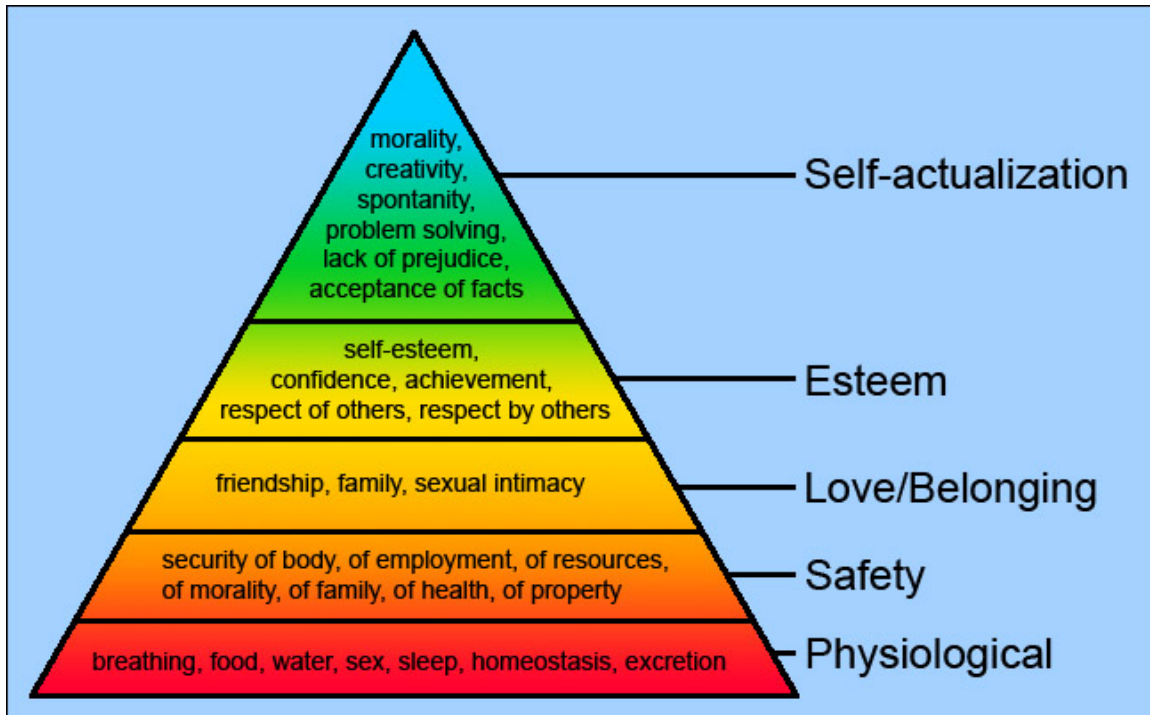 morality,
creativity,
spontanity,
problem solving,
lack of prejudice,
acceptance of facts
Self-actualization
self-esteem,
confidence, achievement,
respect of others, respect by others
Esteem
friendship, family, sexual intimacy
Love/Belonging
security of body, of employment, of resources,
of morality, of family, of health, of property
Safety
breathing, food, water, sex, sleep, homeostasis, excretion
Physiological